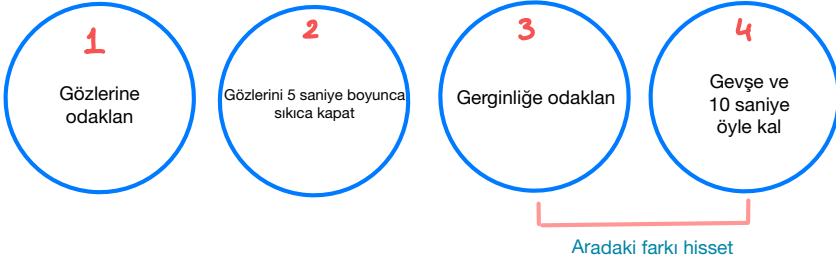 1
Gözlerine
odaklan
2
Gözlerini 5 saniye boyunca
sıkıca kapat
3
Gerginliğe odaklan
4
Gevşe ve
10 saniye
öyle kal
Aradaki farkı hisset